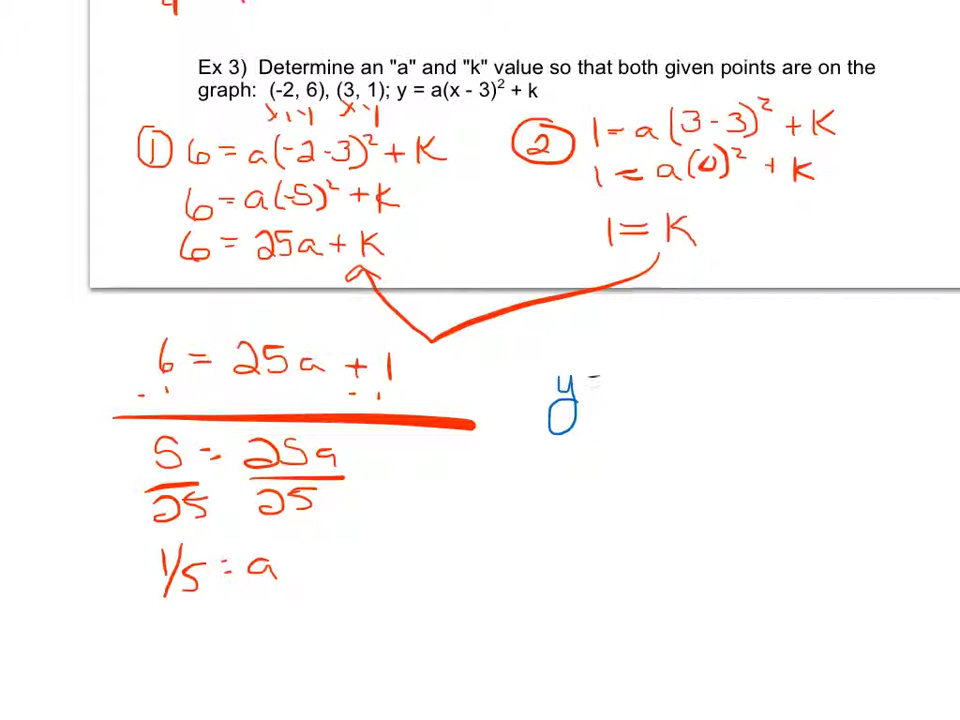 Ex 3) Determine an "a" and "k" value so that both given points are on the
graph: (-2, 6), (3, 1); y = a(x - 3)² + k
x, y x, y
① 6 = a(-2-3)² + K
6 = a(-5)² + K
6 = 25a + K
② 1 = a(3-3)² + K
1 = a(0)² + K
1 = K
6 = 25a + 1
-1 -1
5 = 25a
25 25
1/5 = a
y =